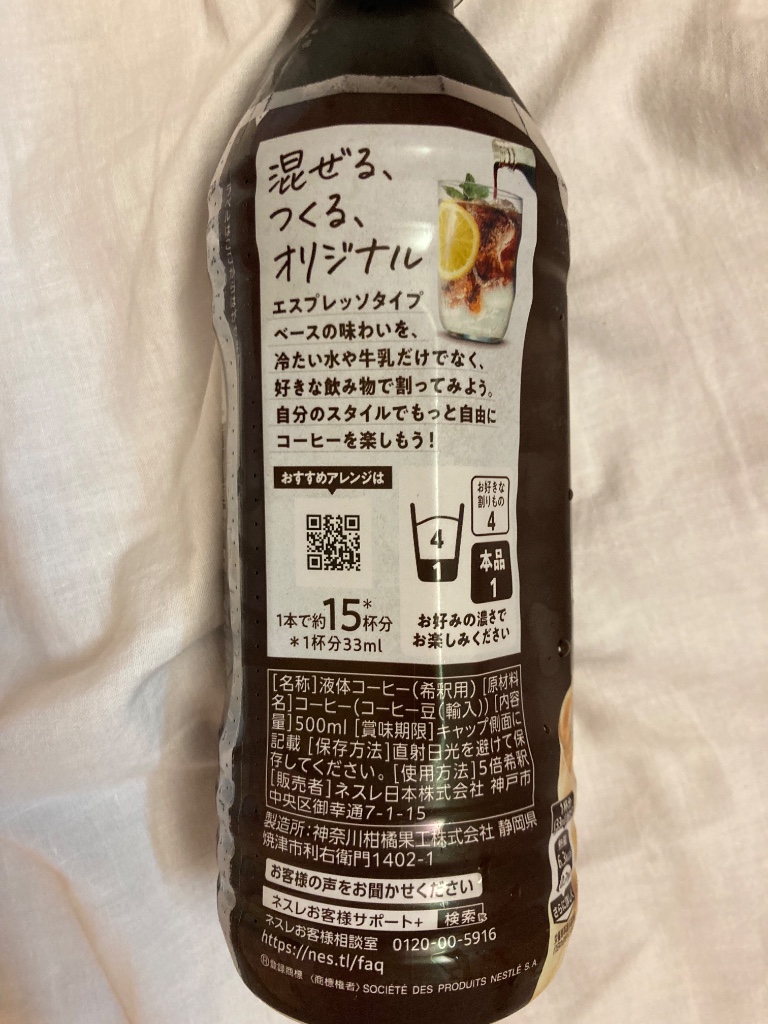 混ぜる、
つくる、
オリジナル
エスプレッソタイプ
ベースの味わいを、
冷たい水や牛乳だけでなく、
好きな飲み物で割ってみよう。
自分のスタイルでもっと自由に
コーヒーを楽しもう!
おすすめアレンジは
お好きな
割りもの
4
4
1
本品
1
1本で約15*杯分
*1杯分33ml
お好みの濃さで
お楽しみください
[名称]液体コーヒー(希釈用) [原材料
名]コーヒー(コーヒー豆(輸入)) [内容
量]500ml [賞味期限]キャップ側面に
記載 [保存方法]直射日光を避けて保
存してください。[使用方法]5倍希釈
[販売者]ネスレ日本株式会社 神戸市
中央区御幸通7-1-15
製造所:神奈川柑橘果工株式会社 静岡県
焼津市利右衛門1402-1
お客様の声をお聞かせください
ネスレお客様サポート+ 検索
ネスレお客様相談室 0120-00-5916
https://nes.tl/faq
Ⓡ登録商標 〈商標権者〉SOCIÉTÉ DES PRODUITS NESTLÉ S.A.